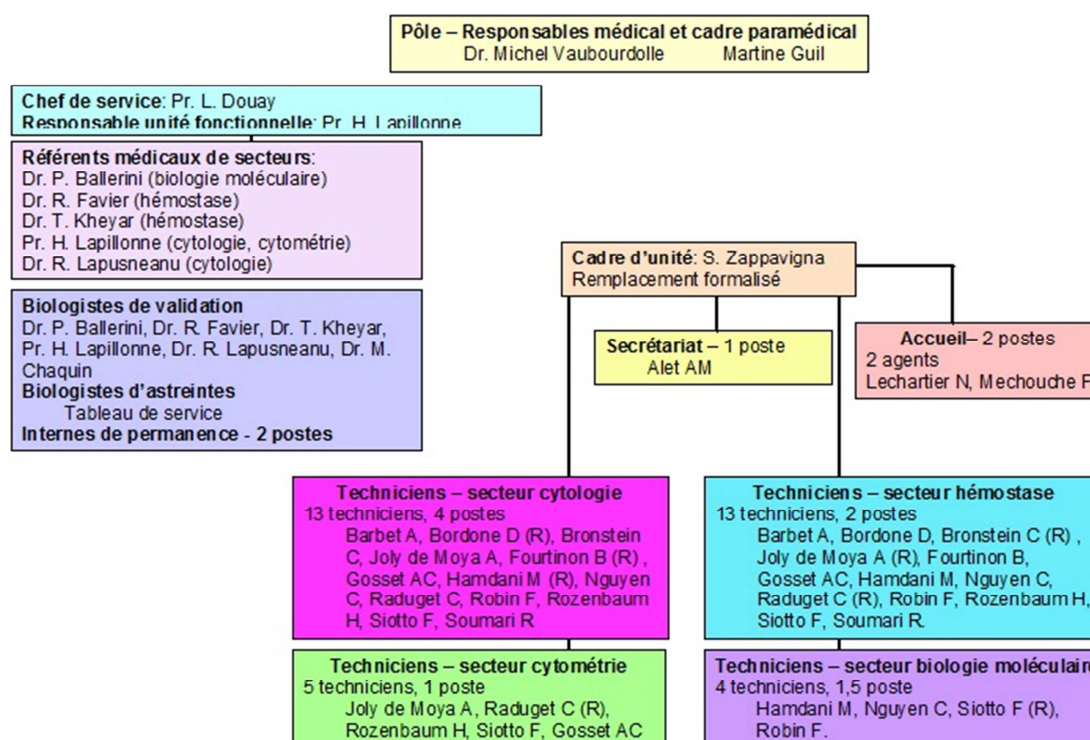 Pôle – Responsables médical et cadre paramédical
Dr. Michel Vaubourdolle Martine Guil
Chef de service: Pr. L. Douay
Responsable unité fonctionnelle: Pr. H. Lapillonne
Référents médicaux de secteurs:
Dr. P. Ballerini (biologie moléculaire)
Dr. R. Favier (hémostase)
Dr. T. Kheyar (hémostase)
Pr. H. Lapillonne (cytologie, cytométrie)
Dr. R. Lapusneanu (cytologie)
Biologistes de validation
Dr. P. Ballerini, Dr. R. Favier, Dr. T. Kheyar,
Pr. H. Lapillonne, Dr. R. Lapusneanu, Dr. M.
Chaquin
Biologistes d'astreintes
Tableau de service
Internes de permanence - 2 postes
Cadre d'unité: S. Zappavigna
Remplacement formalisé
Secrétariat – 1 poste
Alet AM
Accueil– 2 postes
2 agents
Lechartier N, Mechouche F
Techniciens – secteur cytologie
13 techniciens, 4 postes
Barbet A, Bordone D (R), Bronstein
C, Joly de Moya A, Fourtinon B (R) ,
Gosset AC, Hamdani M (R), Nguyen
C, Raduget C, Robin F, Rozenbaum
H, Siotto F, Soumari R
Techniciens – secteur hémostase
13 techniciens, 2 postes
Barbet A, Bordone D, Bronstein C (R) ,
Joly de Moya A (R), Fourtinon B,
Gosset AC, Hamdani M, Nguyen C,
Raduget C (R), Robin F, Rozenbaum H,
Siotto F, Soumari R.
Techniciens – secteur cytométrie
5 techniciens, 1 poste
Joly de Moya A, Raduget C (R),
Rozenbaum H, Siotto F, Gosset AC
Techniciens – secteur biologie moléculaire
4 techniciens, 1,5 poste
Hamdani M, Nguyen C, Siotto F (R),
Robin F.